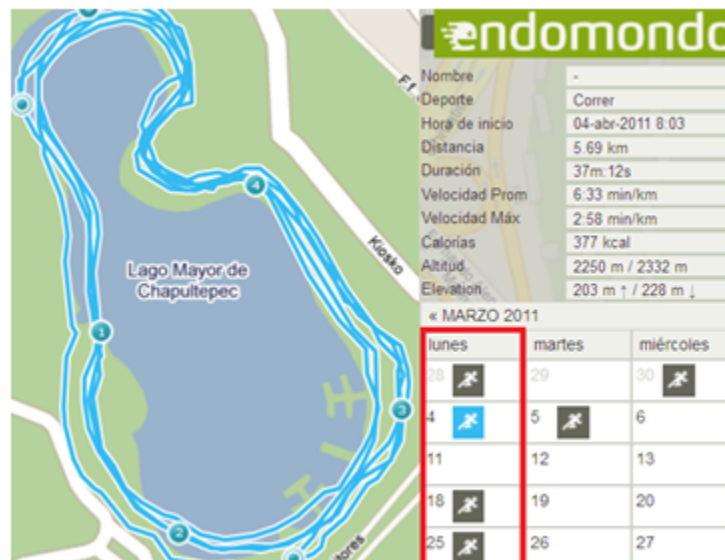 endomondo
Nombre -
Deporte Correr
Hora de inicio 04-abr-2011 8:03
Distancia 5.69 km
Duración 37m:12s
Velocidad Prom 6:33 min/km
Velocidad Máx 2:58 min/km
Calorías 377 kcal
Altitud 2250 m / 2332 m
Elevation 203 m ↑ / 228 m ↓
« MARZO 2011
lunes martes miércoles
28 29 30
4 5 6
11 12 13
18 19 20
25 26 27
4
Kiosko
Lago Mayor de
Chapultepec
1
3
2